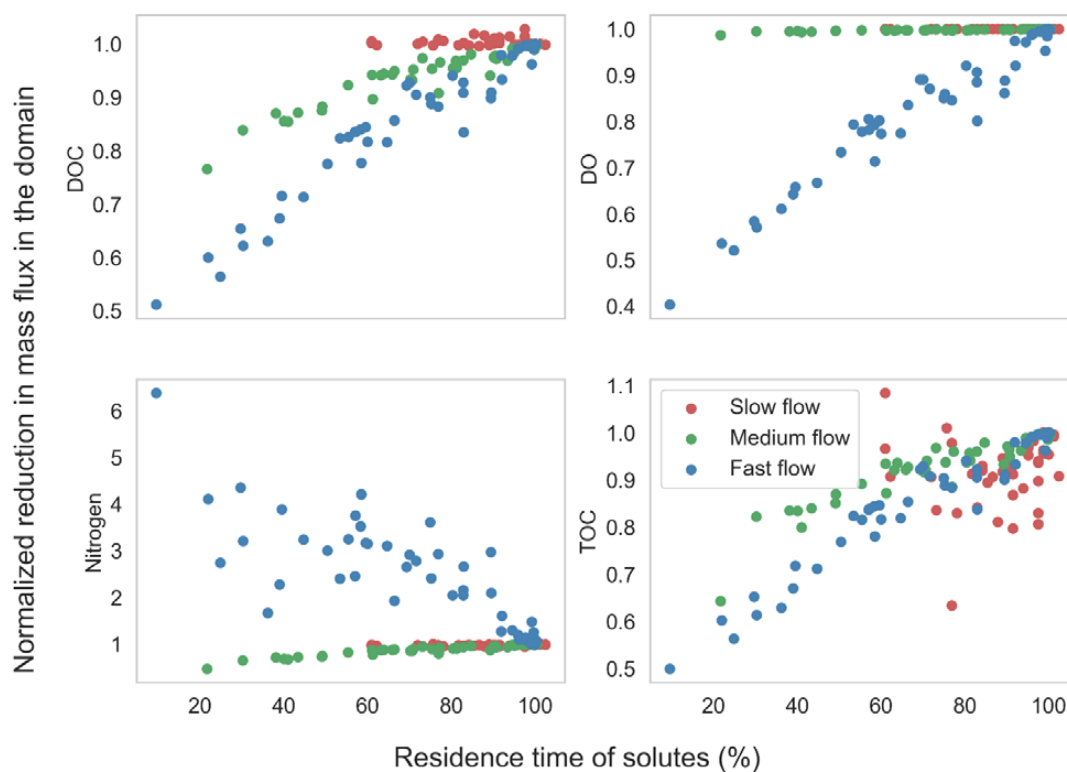 Normalized reduction in mass flux in the domain
DOC
1.0
0.9
0.8
0.7
0.6
0.5
DO
1.0
0.9
0.8
0.7
0.6
0.5
0.4
Nitrogen
6
5
4
3
2
1
20 40 60 80 100
TOC
1.1
1.0
0.9
0.8
0.7
0.6
0.5
Slow flow
Medium flow
Fast flow
20 40 60 80 100
Residence time of solutes (%)